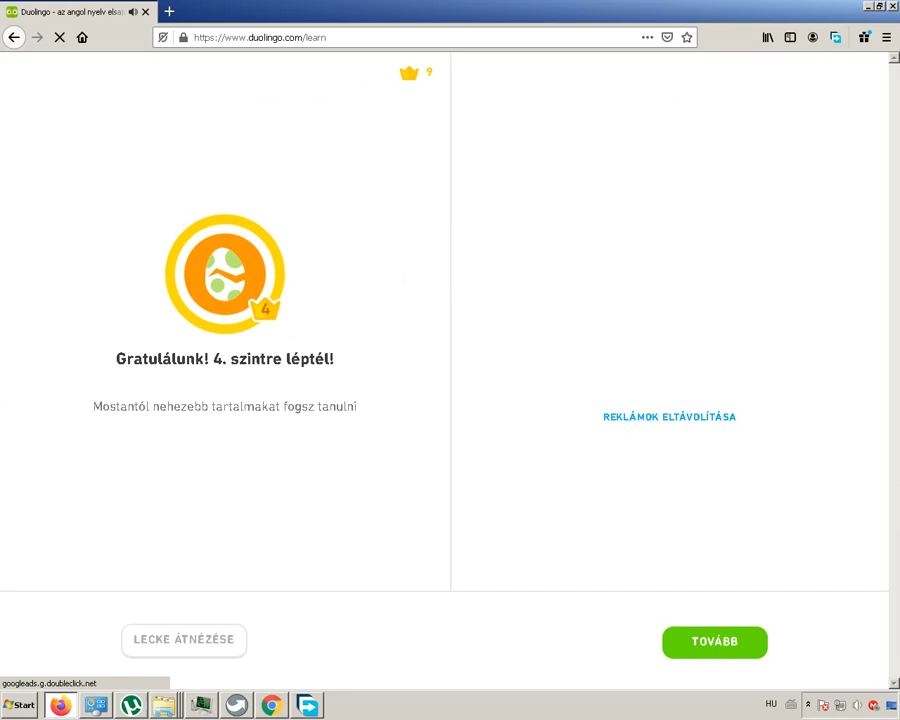 Duolingo - az angol nyelv elsaj
https://www.duolingo.com/learn
9
4
Gratulálunk! 4. szintre léptél!
Mostantól nehezebb tartalmakat fogsz tanulni
REKLÁMOK ELTÁVOLÍTÁSA
LECKE ÁTNÉZÉSE
TOVÁBB
googleads.g.doubleclick.net
Start
HU